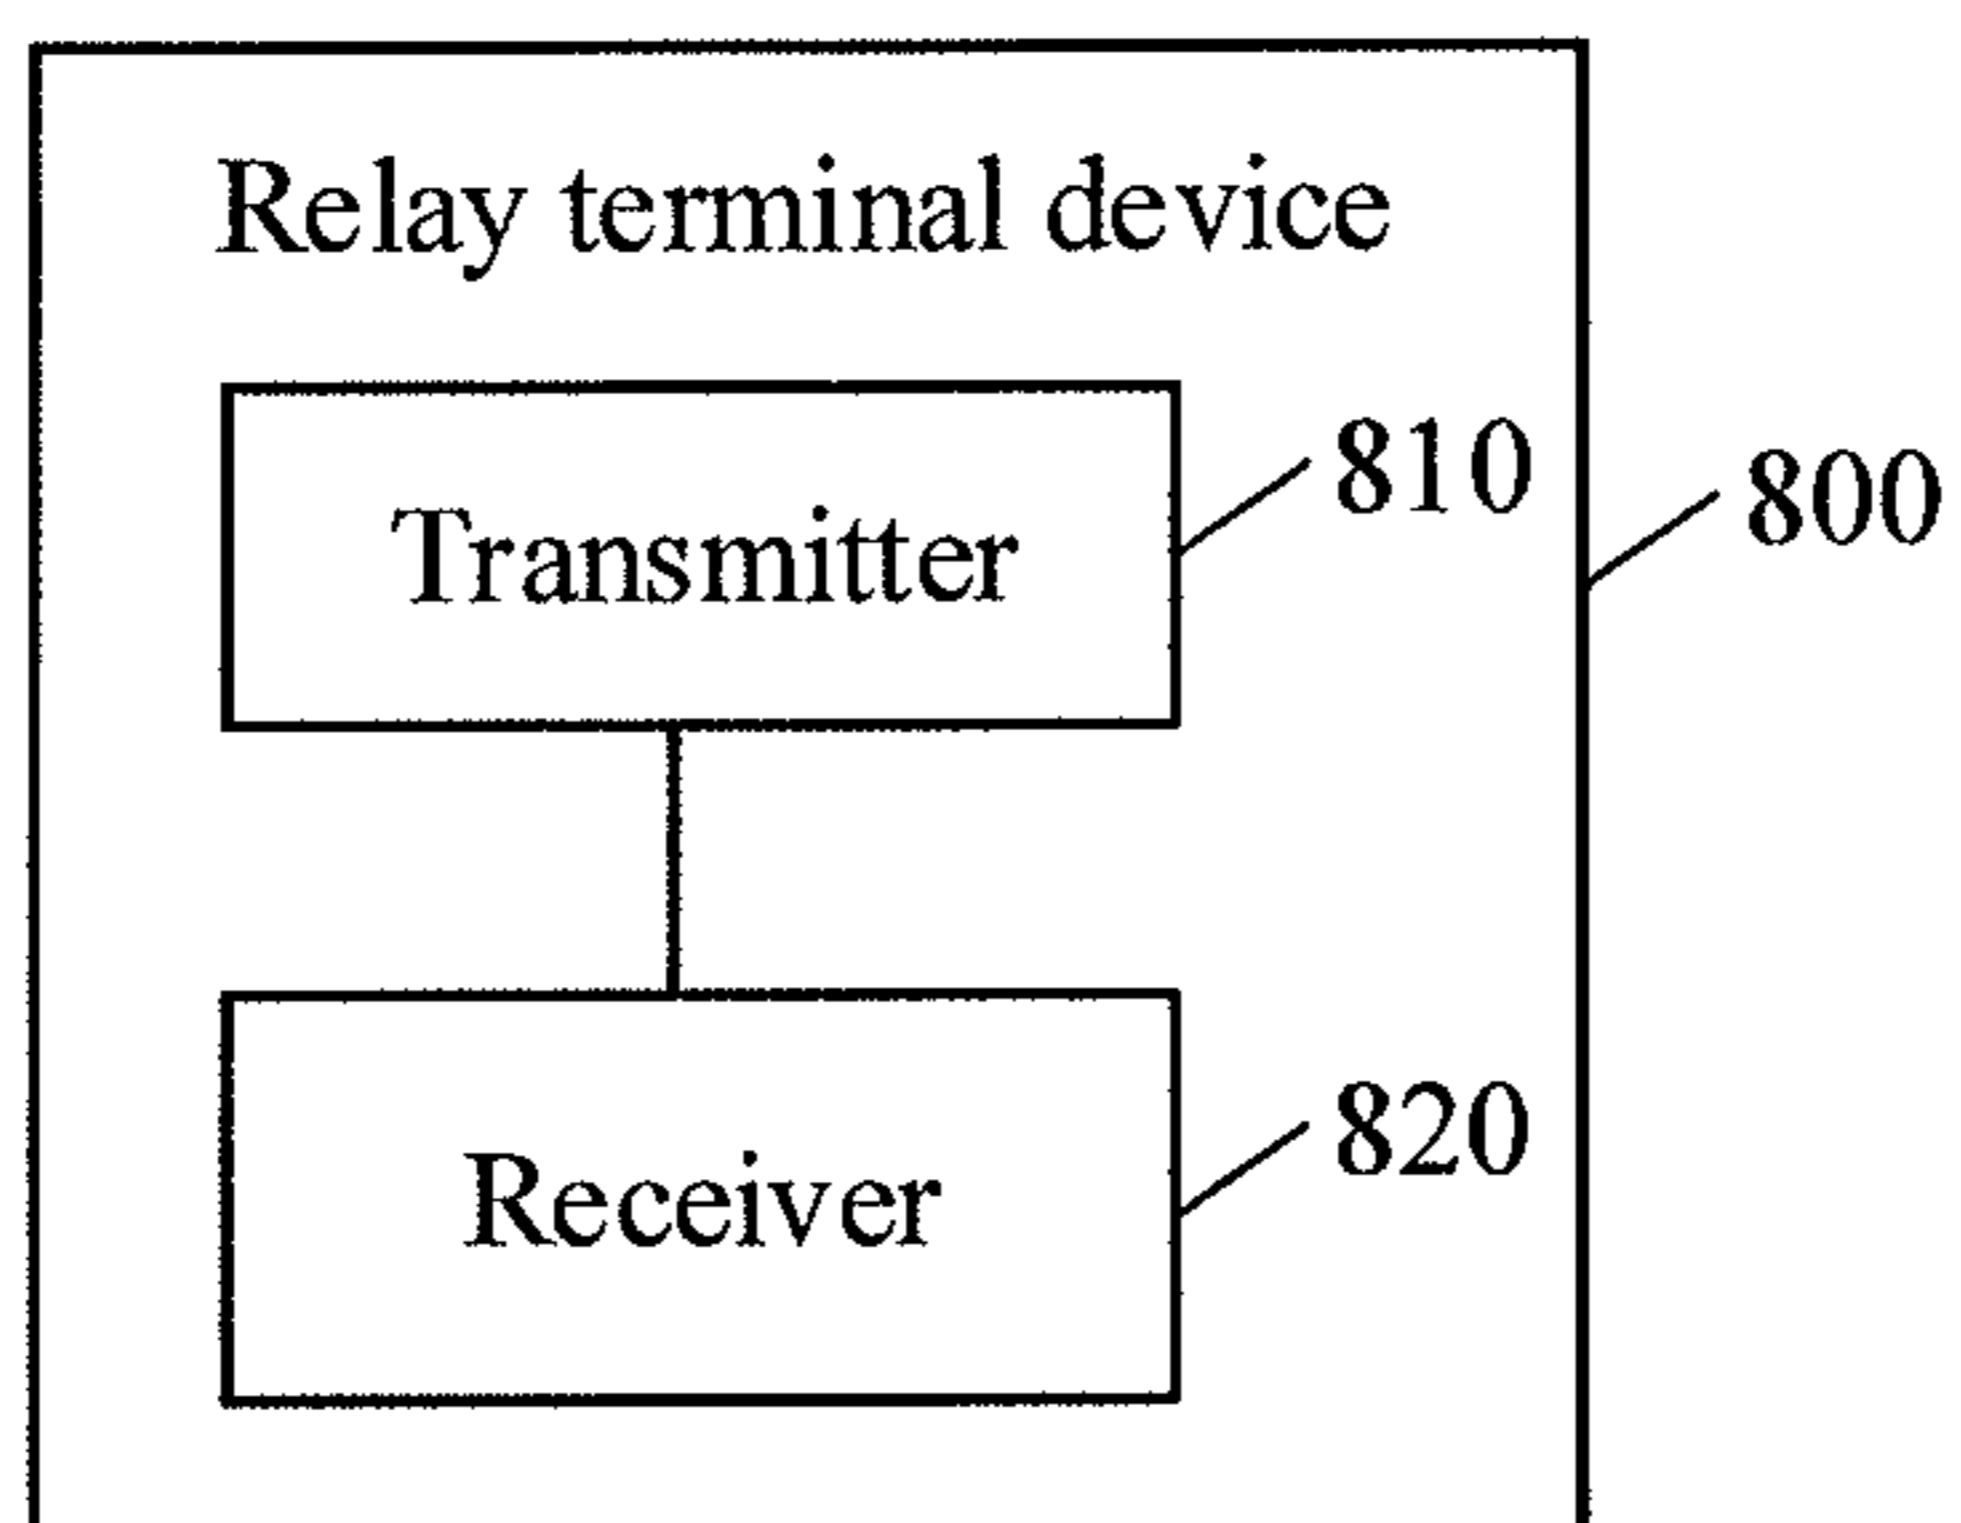 Relay terminal device
810
800
Transmitter
820
Receiver